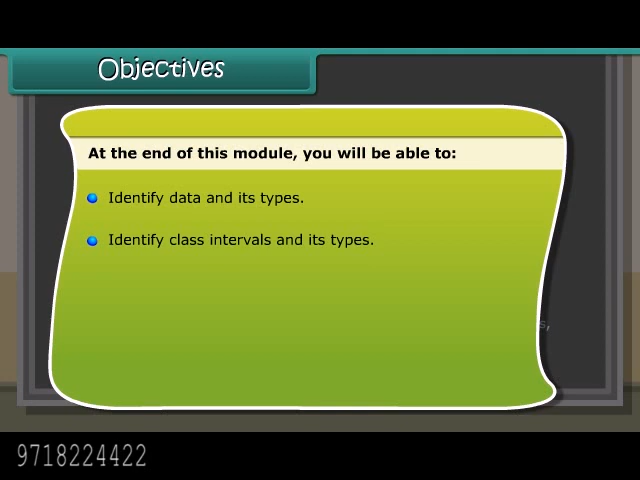 Objectives
At the end of this module, you will be able to:
Identify data and its types.
Identify class intervals and its types.
s,
9718224422